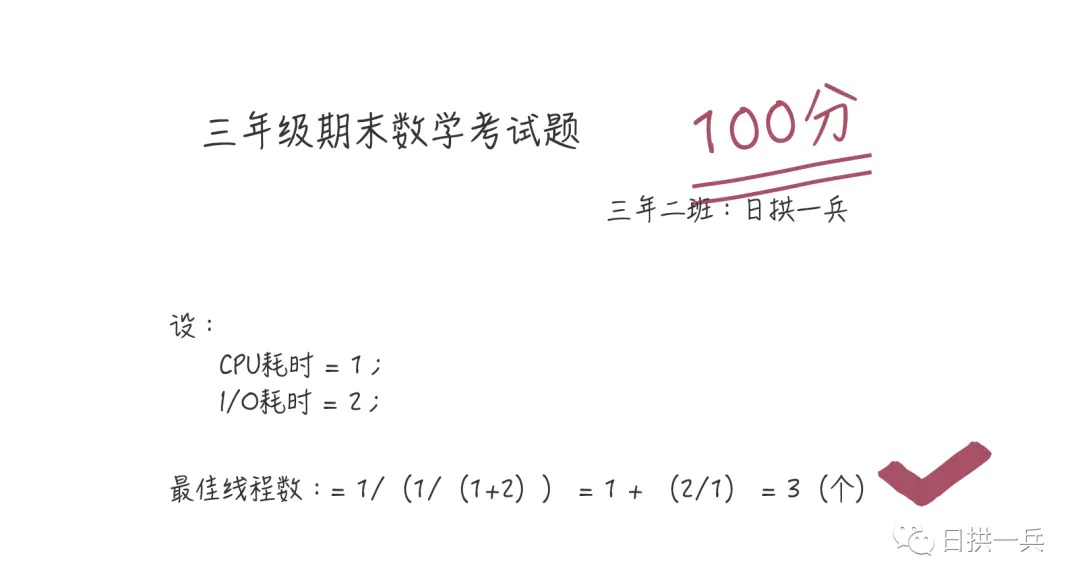 三年级期末数学考试题
100分
三年二班：日拱一兵
设：
CPU耗时 = 1；
I/O耗时 = 2；
最佳线程数：= 1/（1/（1+2）） = 1 + （2/1） = 3（个）
日拱一兵